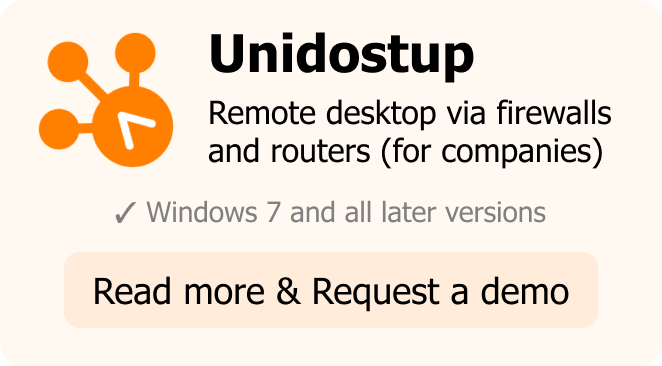 Unidostup
Remote desktop via firewalls
and routers (for companies)
✓ Windows 7 and all later versions
Read more & Request a demo